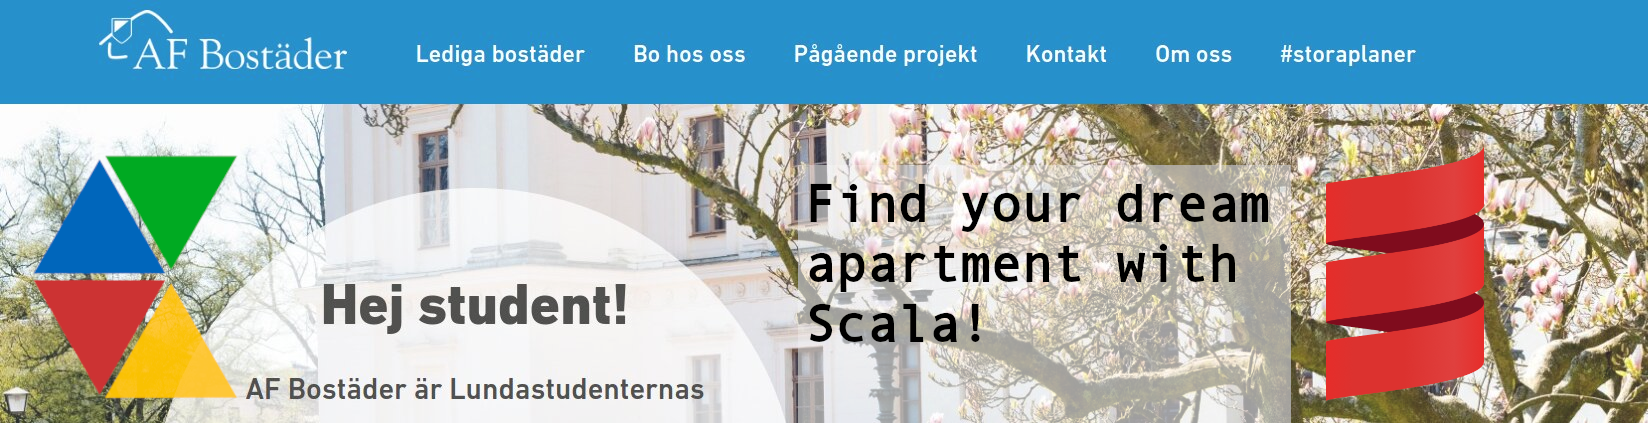 AF Bostäder
Lediga bostäder
Bo hos oss
Pågående projekt
Kontakt
Om oss
#storaplaner
Find your dream
apartment with
Scala!
Hej student!
AF Bostäder är Lundastudenternas